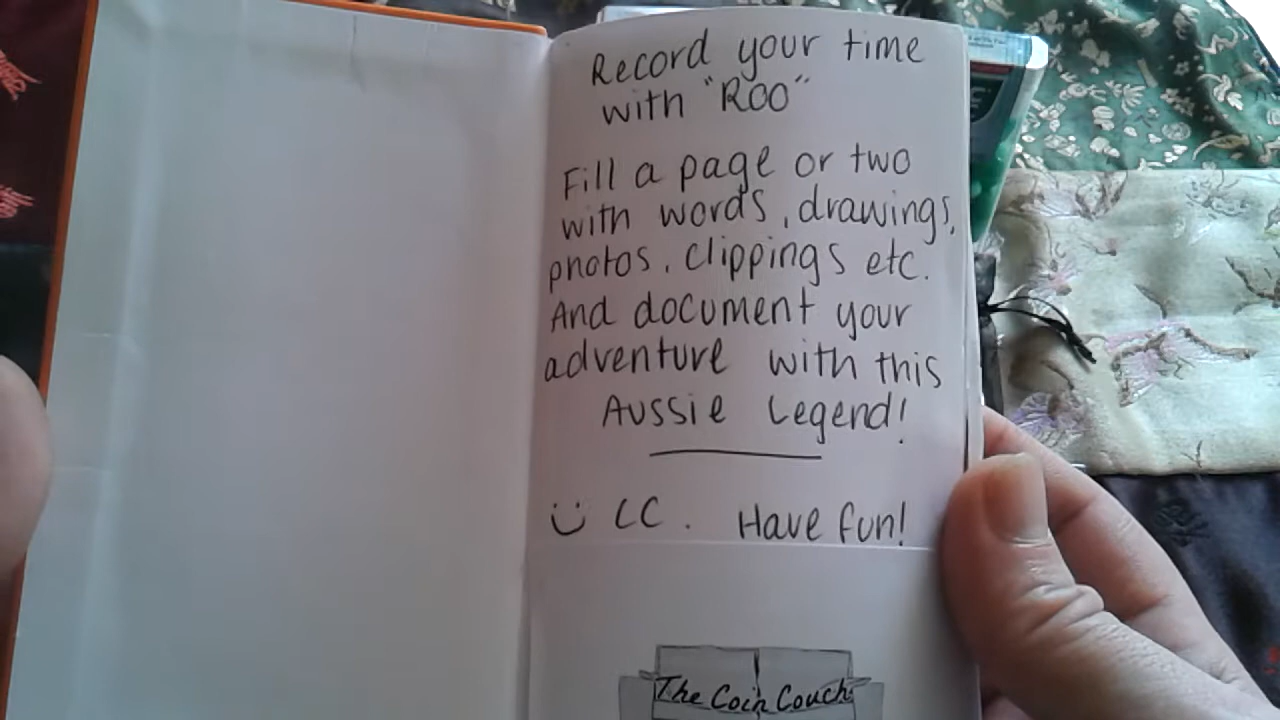 Record your time
with "ROO"
Fill a page or two
with words, drawings,
photos, clippings etc.
And document your
adventure with this
Aussie Legend!
LC. Have fun!
The Coin Couch